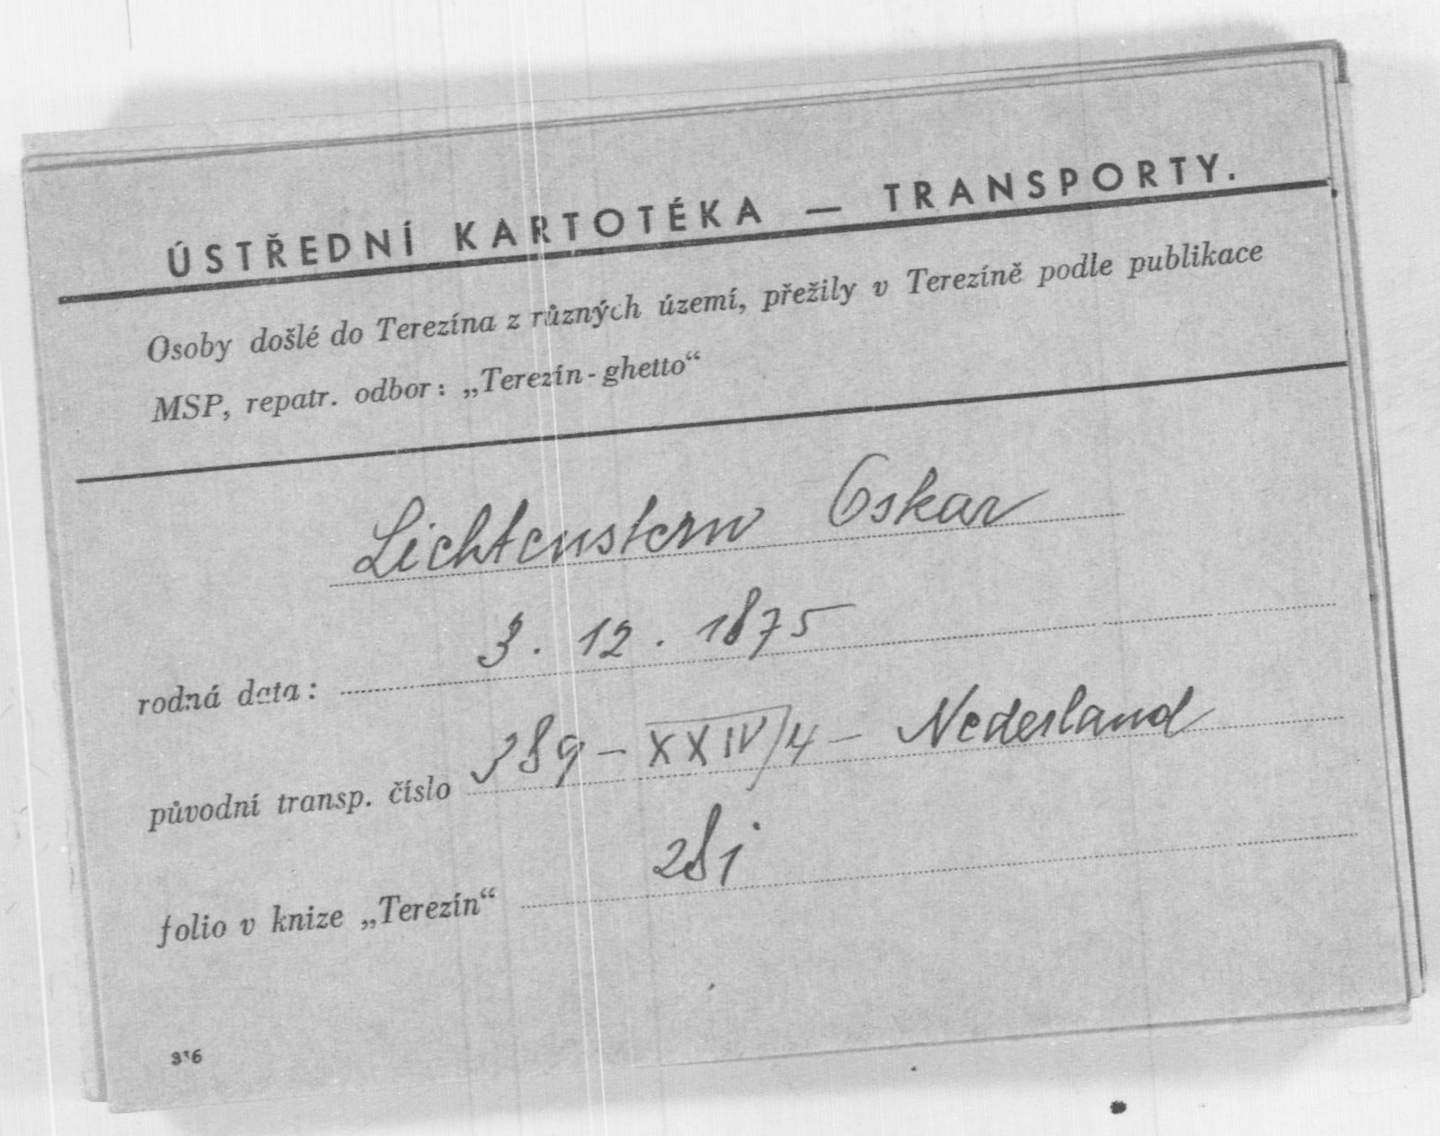 ÚSTŘEDNÍ KARTOTÉKA — TRANSPORTY.
Osoby došlé do Terezína z různých území, přežily v Terezíně podle publikace
MSP, repatr. odbor: „Terezín-ghetto“
Lichtenstern Oskar
rodná data: 3. 12. 1875
původní transp. číslo 389 - XXIV/4 - Nederland
folio v knize „Terezín“ 281
316